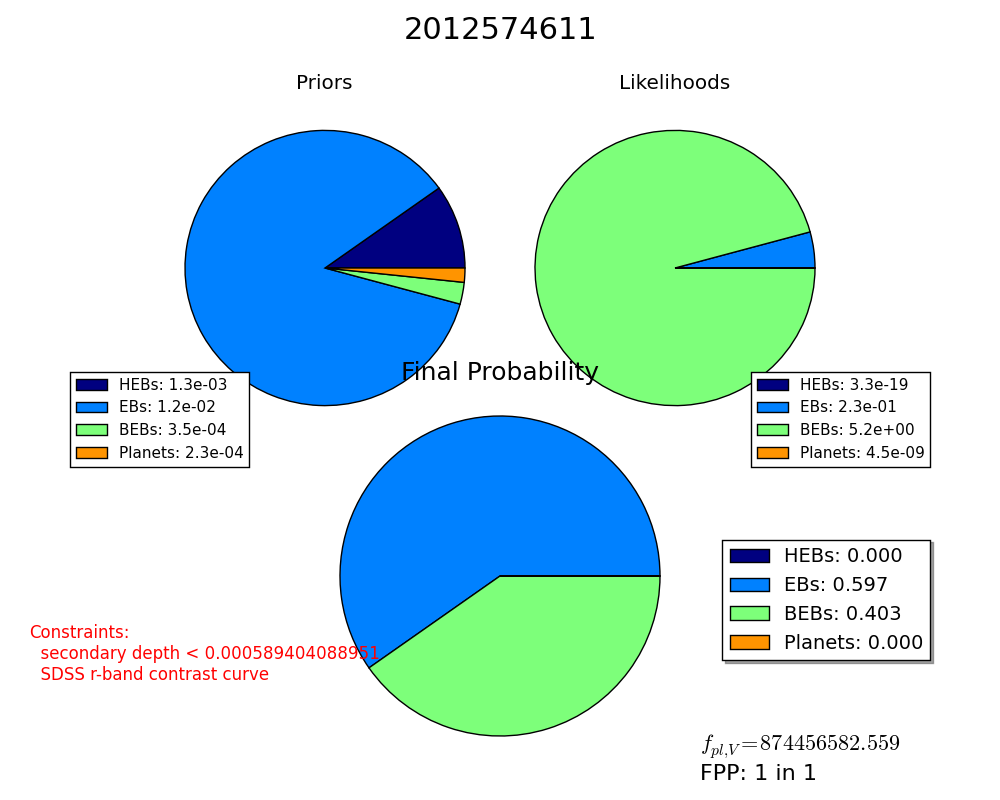 2012574611
Priors
Likelihoods
Final Probability
HEBs: 1.3e-03
EBs: 1.2e-02
BEBs: 3.5e-04
Planets: 2.3e-04
HEBs: 3.3e-19
EBs: 2.3e-01
BEBs: 5.2e+00
Planets: 4.5e-09
HEBs: 0.000
EBs: 0.597
BEBs: 0.403
Planets: 0.000
Constraints:
secondary depth < 0.000589404088951
SDSS r-band contrast curve
f_{pl,V}=874456582.559
FPP: 1 in 1